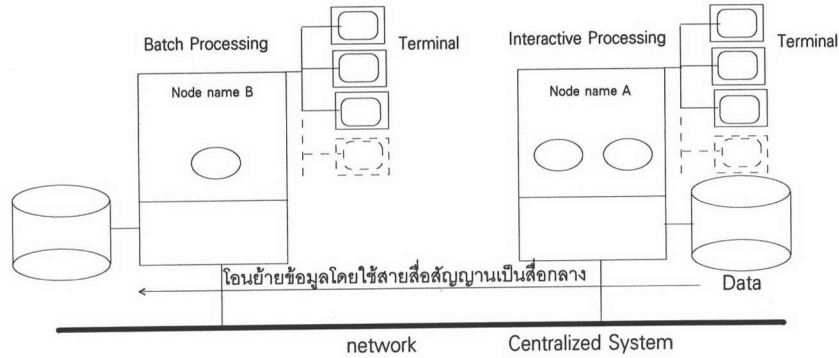 Batch Processing
Terminal
Interactive Processing
Terminal
Node name B
Node name A
โอนย้ายข้อมูลโดยใช้สายสื่อสัญญานเป็นสื่อกลาง
Data
network
Centralized System